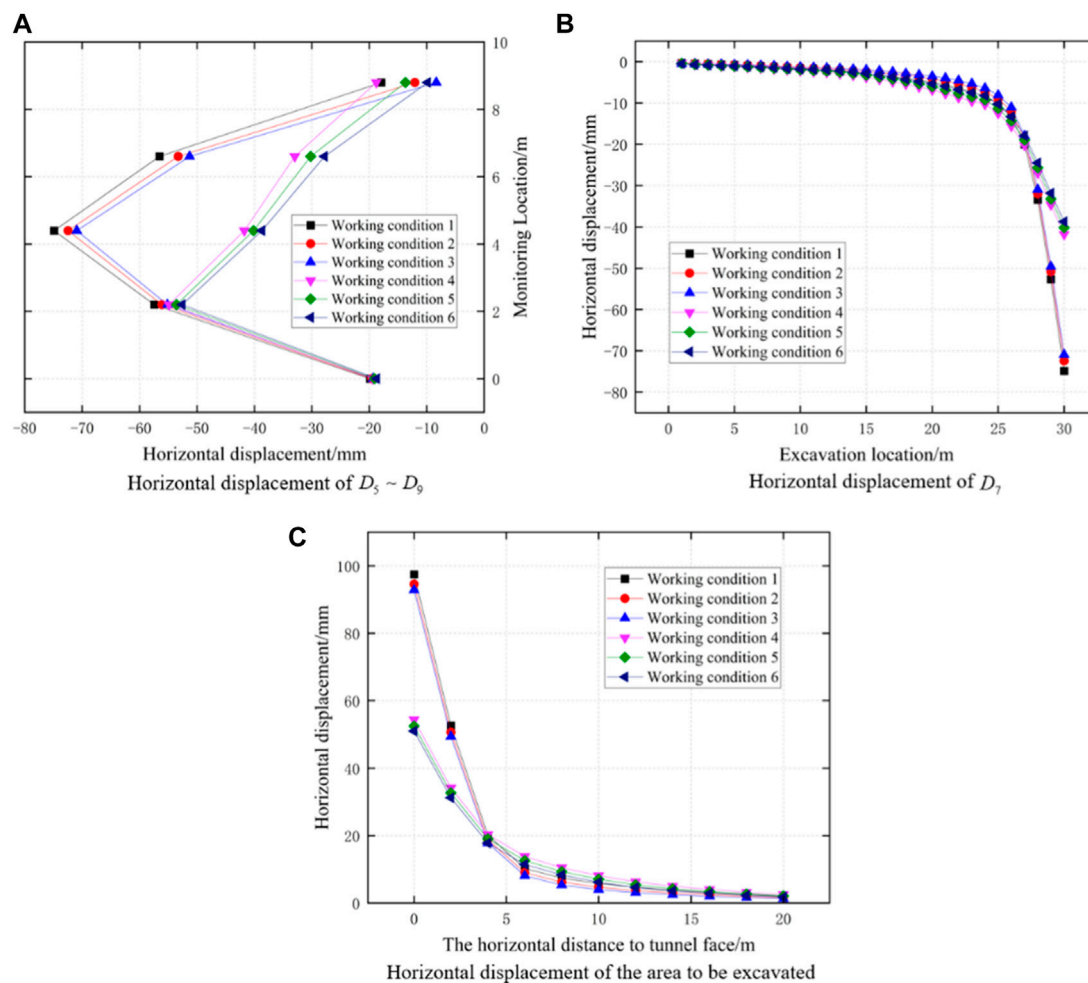 A
10
8
6
4
2
0
Monitoring Location/m
Working condition 1
Working condition 2
Working condition 3
Working condition 4
Working condition 5
Working condition 6
-80 -70 -60 -50 -40 -30 -20 -10 0
Horizontal displacement/mm
Horizontal displacement of D5 ~ D9
B
Horizontal displacement/mm
0
-10
-20
-30
-40
-50
-60
-70
-80
Working condition 1
Working condition 2
Working condition 3
Working condition 4
Working condition 5
Working condition 6
0 5 10 15 20 25 30
Excavation location/m
Horizontal displacement of D7
C
Horizontal displacement/mm
100
80
60
40
20
0
Working condition 1
Working condition 2
Working condition 3
Working condition 4
Working condition 5
Working condition 6
0 5 10 15 20
The horizontal distance to tunnel face/m
Horizontal displacement of the area to be excavated